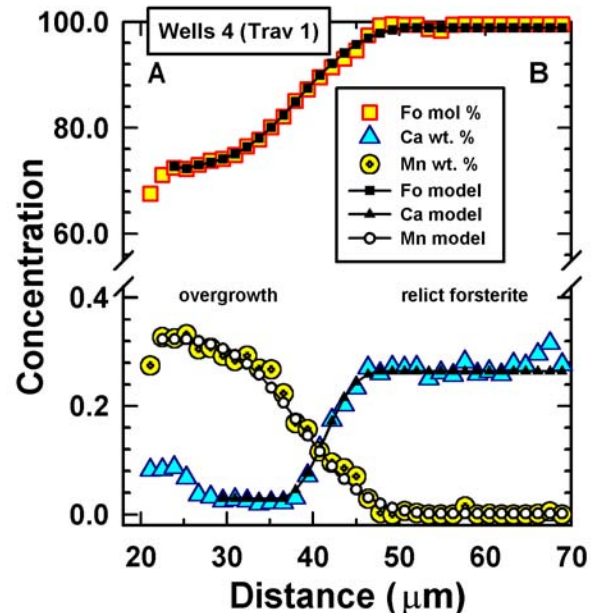 100.0
Wells 4 (Trav 1)
A
B
Fo mol %
Ca wt. %
Mn wt. %
Fo model
Ca model
Mn model
80.0
60.0
Concentration
overgrowth
relict forsterite
0.4
0.2
0.0
20
30
40
50
60
70
Distance (μm)